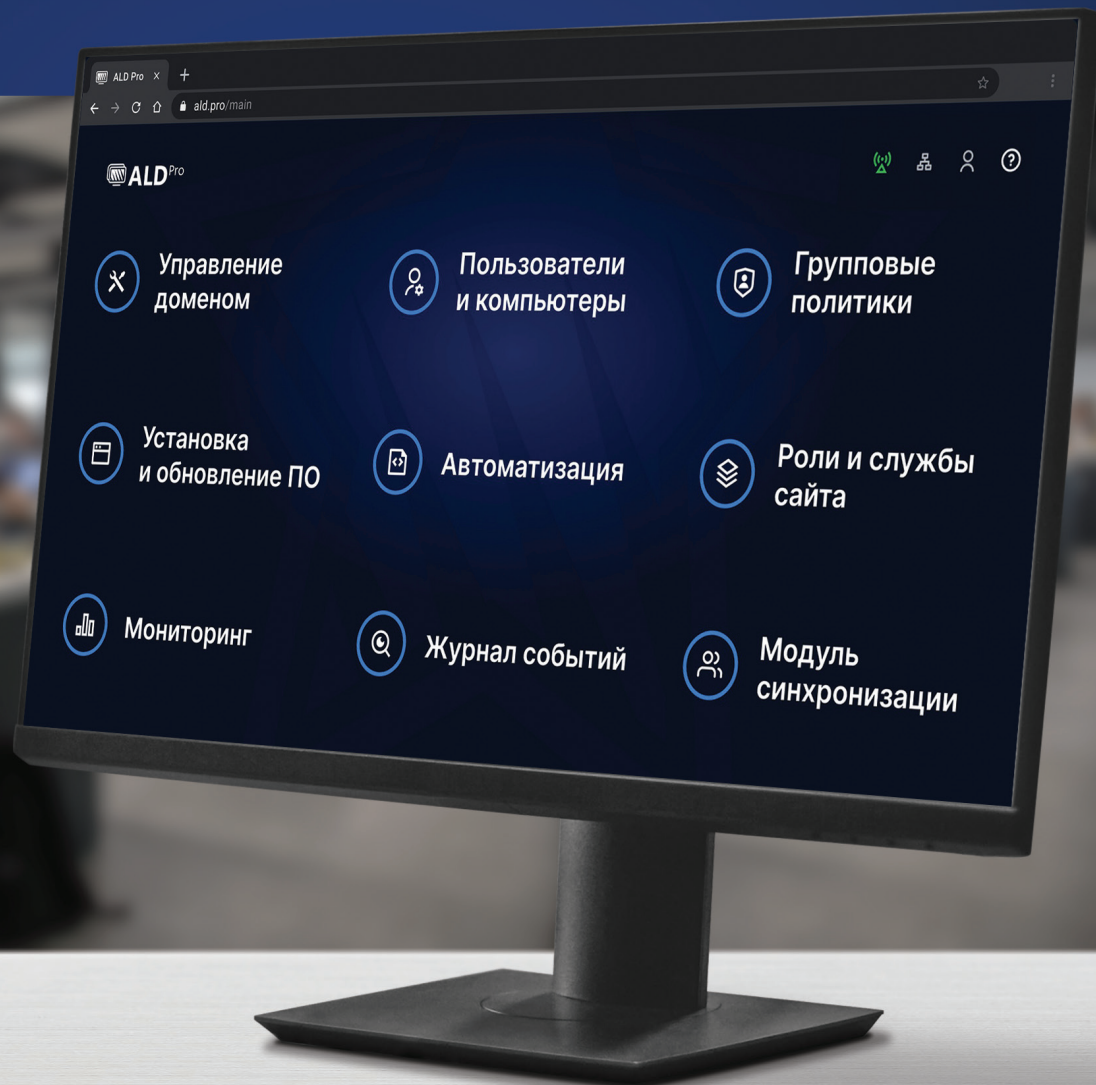 ALD Pro
ald.pro/main
ALD Pro
Управление
доменом
Пользователи
и компьютеры
Групповые
политики
Установка
и обновление ПО
Автоматизация
Роли и службы
сайта
Мониторинг
Журнал событий
Модуль
синхронизации